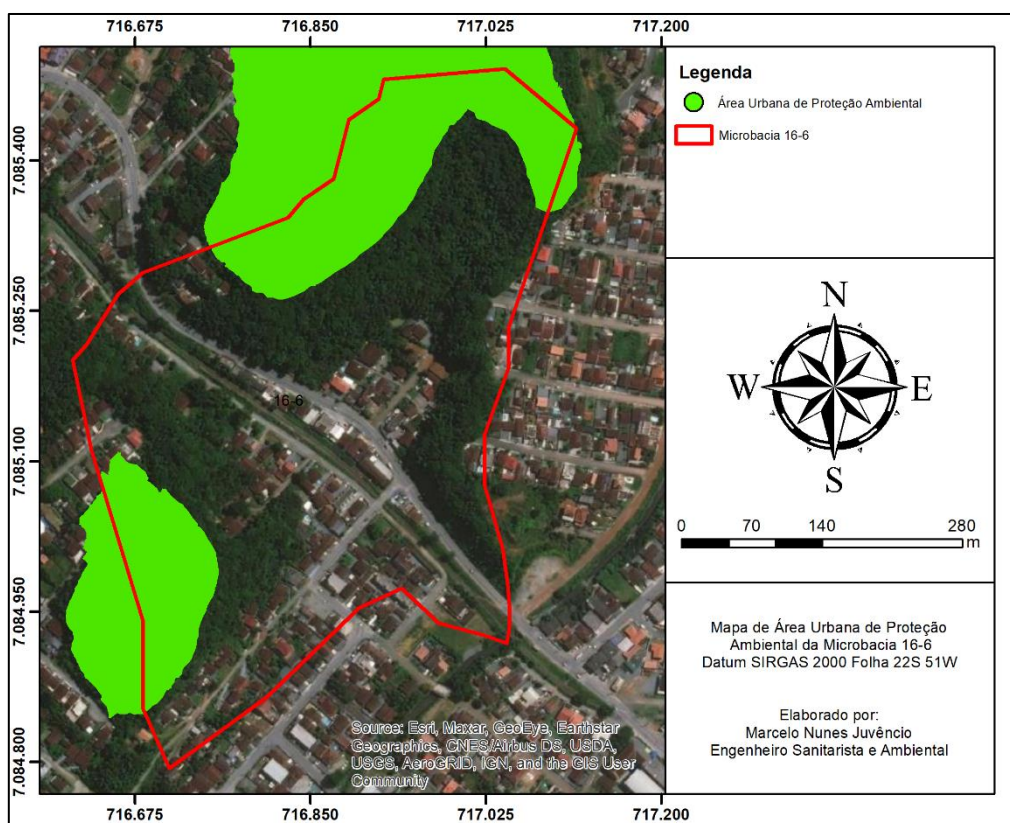 716.675 716.850 717.025 717.200
7.085.400
7.085.250
7.085.100
7.084.950
7.084.800
16-6
Source: Esri, Maxar, GeoEye, Earthstar
Geographics, CNES/Airbus DS, USDA,
USGS, AeroGRID, IGN, and the GIS User
Community
716.675 716.850 717.025 717.200
Legenda
Área Urbana de Proteção Ambiental
Microbacia 16-6
N
W E
S
0 70 140 280
m
Mapa de Área Urbana de Proteção
Ambiental da Microbacia 16-6
Datum SIRGAS 2000 Folha 22S 51W
Elaborado por:
Marcelo Nunes Juvêncio
Engenheiro Sanitarista e Ambiental